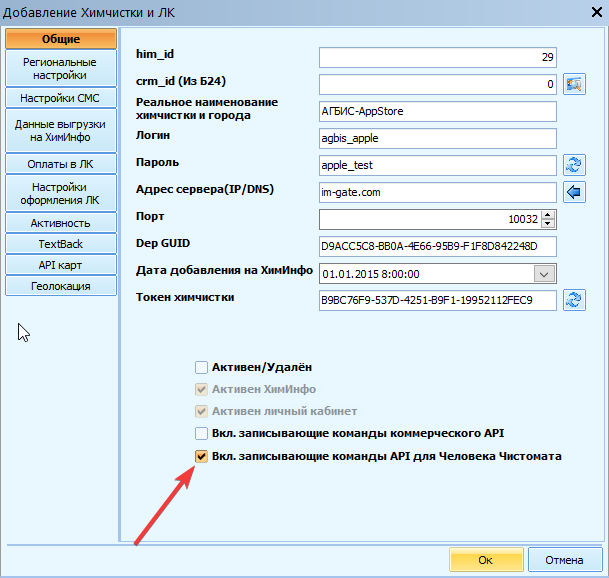 Добавление Химчистки и ЛК
Общие
Региональные
настройки
Настройки СМС
Данные выгрузки
на ХимИнфо
Оплаты в ЛК
Настройки
оформления ЛК
Активность
TextBack
API карт
Геолокация
him_id
29
crm_id (Из Б24)
0
Реальное наименование
химчистки и города
АГБИС-AppStore
Логин
agbis_apple
Пароль
apple_test
Адрес сервера(IP/DNS)
im-gate.com
Порт
10032
Dep GUID
D9ACC5C8-BB0A-4E66-95B9-F1F8D842248D
Дата добавления на ХимИнфо
01.01.2015 8:00:00
Токен химчистки
B9BC76F9-537D-4251-B9F1-19952112FEC9
Активен/Удалён
Активен ХимИнфо
Активен личный кабинет
Вкл. записывающие команды коммерческого API
Вкл. записывающие команды API для Человека Чистомата
Ок
Отмена